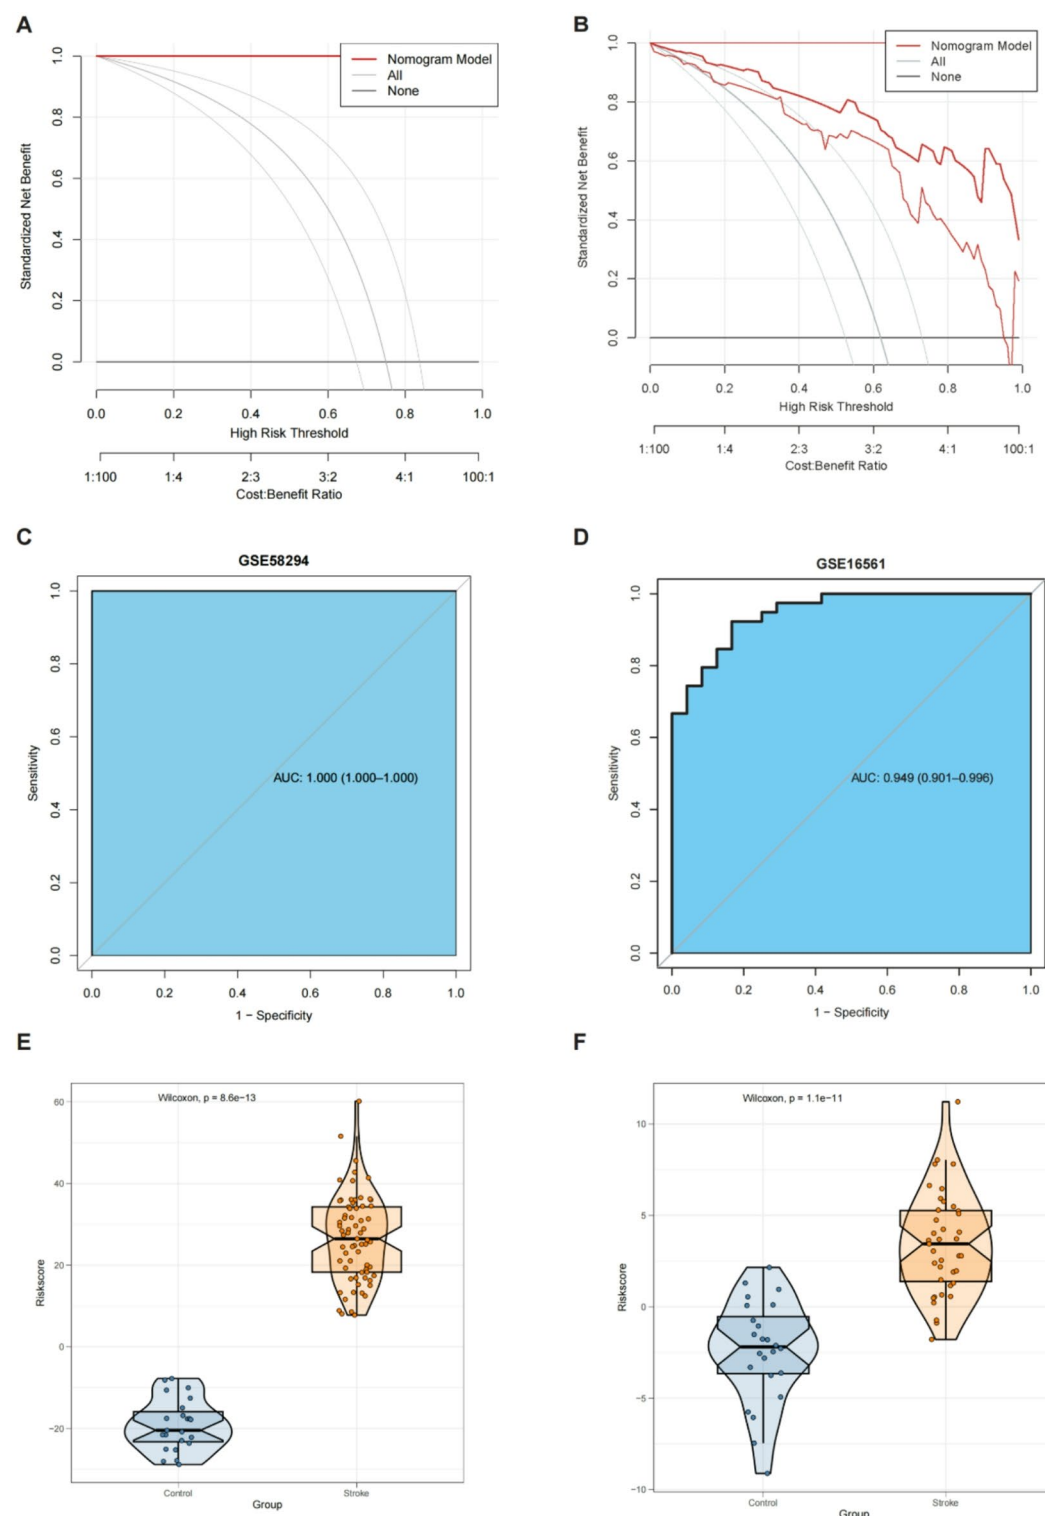 A
Nomogram Model
All
None
Standardized Net Benefit
1.0
0.8
0.6
0.4
0.2
0.0
0.0 0.2 0.4 0.6 0.8 1.0
High Risk Threshold
1:100 1:4 2:3 3:2 4:1 100:1
Cost:Benefit Ratio
B
Nomogram Model
All
None
Standardized Net Benefit
1.0
0.8
0.6
0.4
0.2
0.0
0.0 0.2 0.4 0.6 0.8 1.0
High Risk Threshold
1:100 1:4 2:3 3:2 4:1 100:1
Cost:Benefit Ratio
C
GSE58294
Sensitivity
1.0
0.8
0.6
0.4
0.2
0.0
AUC: 1.000 (1.000–1.000)
0.0 0.2 0.4 0.6 0.8 1.0
1 − Specificity
D
GSE16561
Sensitivity
1.0
0.8
0.6
0.4
0.2
0.0
AUC: 0.949 (0.901–0.996)
0.0 0.2 0.4 0.6 0.8 1.0
1 − Specificity
E
Wilcoxon, p = 8.6e−13
Riskscore
60
40
20
0
−20
Control Stroke
Group
F
Wilcoxon, p = 1.1e−11
Riskscore
10
5
0
−5
−10
Control Stroke
Group